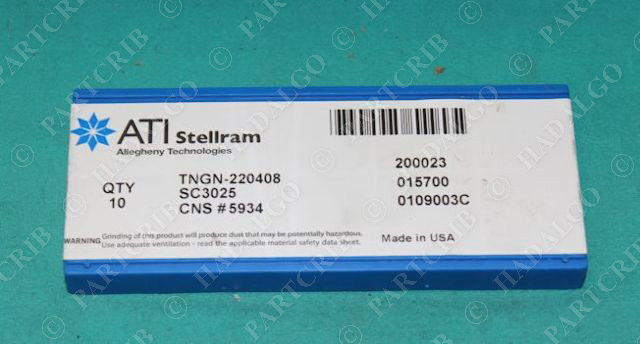 ATI Stellram
Allegheny Technologies
QTY
10
TNGN-220408
SC3025
CNS #5934
200023
015700
0109003C
WARNING Grinding of this product will produce dust that may be potentially hazardous.
Use adequate ventilation - read the applicable material safety data sheet.
Made in USA
© PARTCRIB
© HADALGO